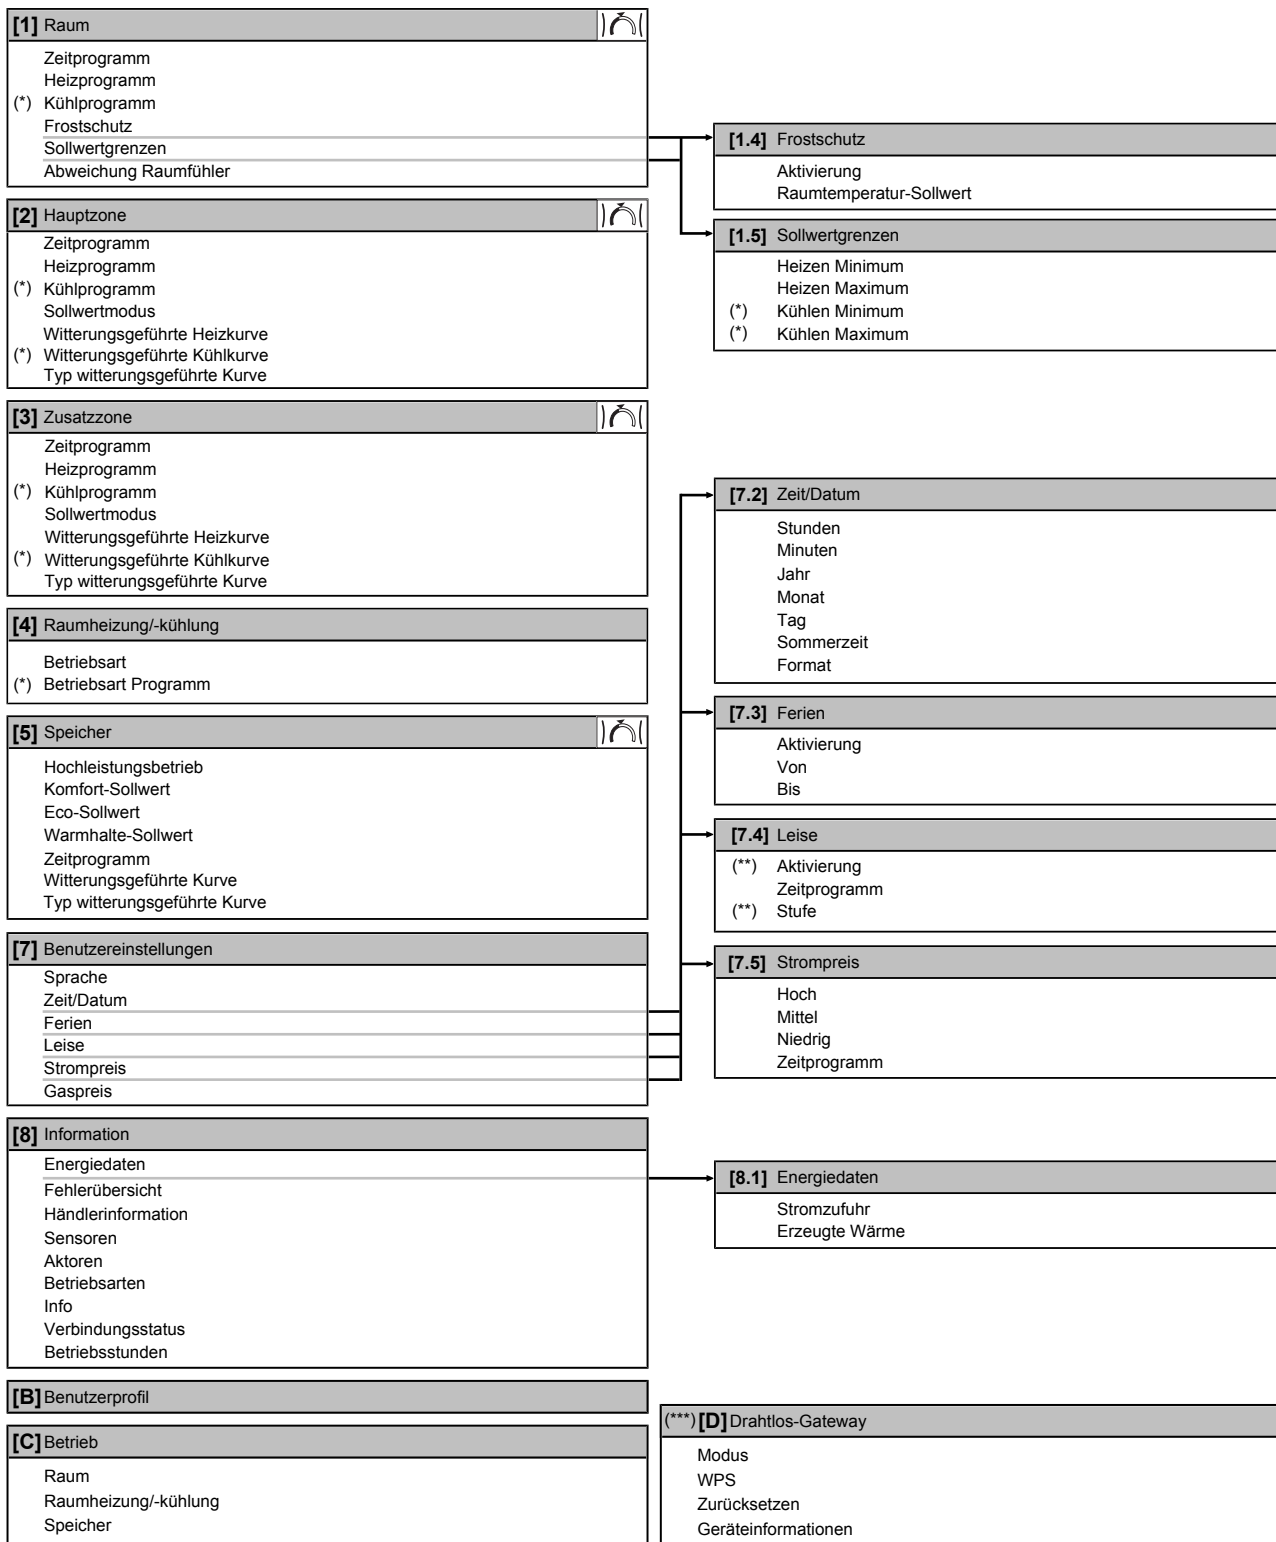 [1] Raum
Zeitprogramm
Heizprogramm
(*) Kühlprogramm
Frostschutz
Sollwertgrenzen
Abweichung Raumfühler
[1.4] Frostschutz
Aktivierung
Raumtemperatur-Sollwert
[1.5] Sollwertgrenzen
Heizen Minimum
Heizen Maximum
(*) Kühlen Minimum
(*) Kühlen Maximum
[2] Hauptzone
Zeitprogramm
Heizprogramm
(*) Kühlprogramm
Sollwertmodus
Witterungsgeführte Heizkurve
(*) Witterungsgeführte Kühlkurve
Typ witterungsgeführte Kurve
[3] Zusatzzone
Zeitprogramm
Heizprogramm
(*) Kühlprogramm
Sollwertmodus
Witterungsgeführte Heizkurve
(*) Witterungsgeführte Kühlkurve
Typ witterungsgeführte Kurve
[4] Raumheizung/-kühlung
Betriebsart
(*) Betriebsart Programm
[5] Speicher
Hochleistungsbetrieb
Komfort-Sollwert
Eco-Sollwert
Warmhalte-Sollwert
Zeitprogramm
Witterungsgeführte Kurve
Typ witterungsgeführte Kurve
[7] Benutzereinstellungen
Sprache
Zeit/Datum
Ferien
Leise
Strompreis
Gaspreis
[7.2] Zeit/Datum
Stunden
Minuten
Jahr
Monat
Tag
Sommerzeit
Format
[7.3] Ferien
Aktivierung
Von
Bis
[7.4] Leise
(**) Aktivierung
Zeitprogramm
(**) Stufe
[7.5] Strompreis
Hoch
Mittel
Niedrig
Zeitprogramm
[8] Information
Energiedaten
Fehlerübersicht
Händlerinformation
Sensoren
Aktoren
Betriebsarten
Info
Verbindungsstatus
Betriebsstunden
[8.1] Energiedaten
Stromzufuhr
Erzeugte Wärme
[B] Benutzerprofil
[C] Betrieb
Raum
Raumheizung/-kühlung
Speicher
(***) [D] Drahtlos-Gateway
Modus
WPS
Zurücksetzen
Geräteinformationen